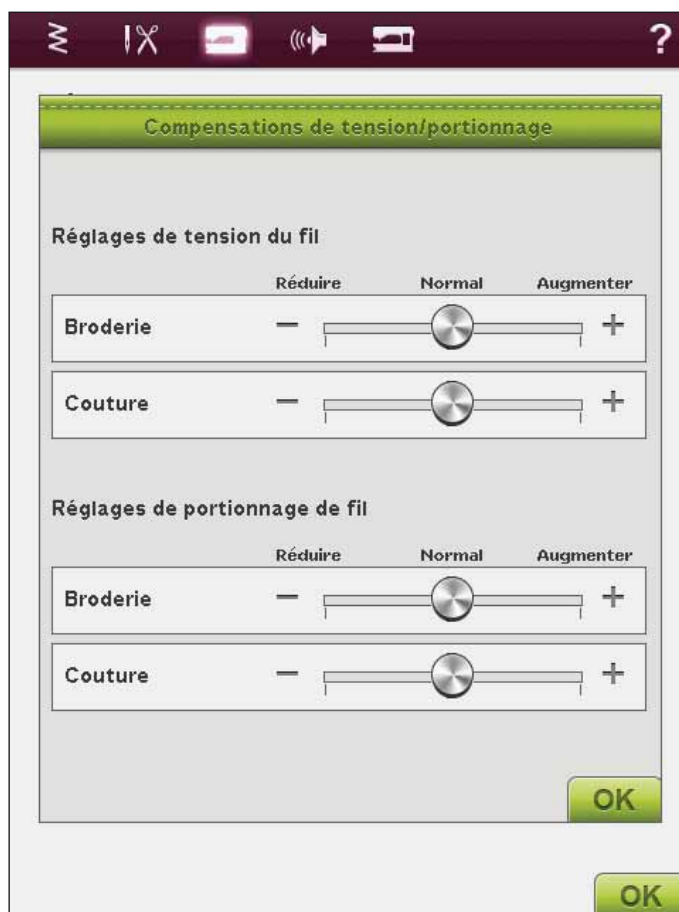 ?
Compensations de tension/portionnage
Réglages de tension du fil
Réduire Normal Augmenter
Broderie − +
Couture − +
Réglages de portionnage de fil
Réduire Normal Augmenter
Broderie − +
Couture − +
OK
OK